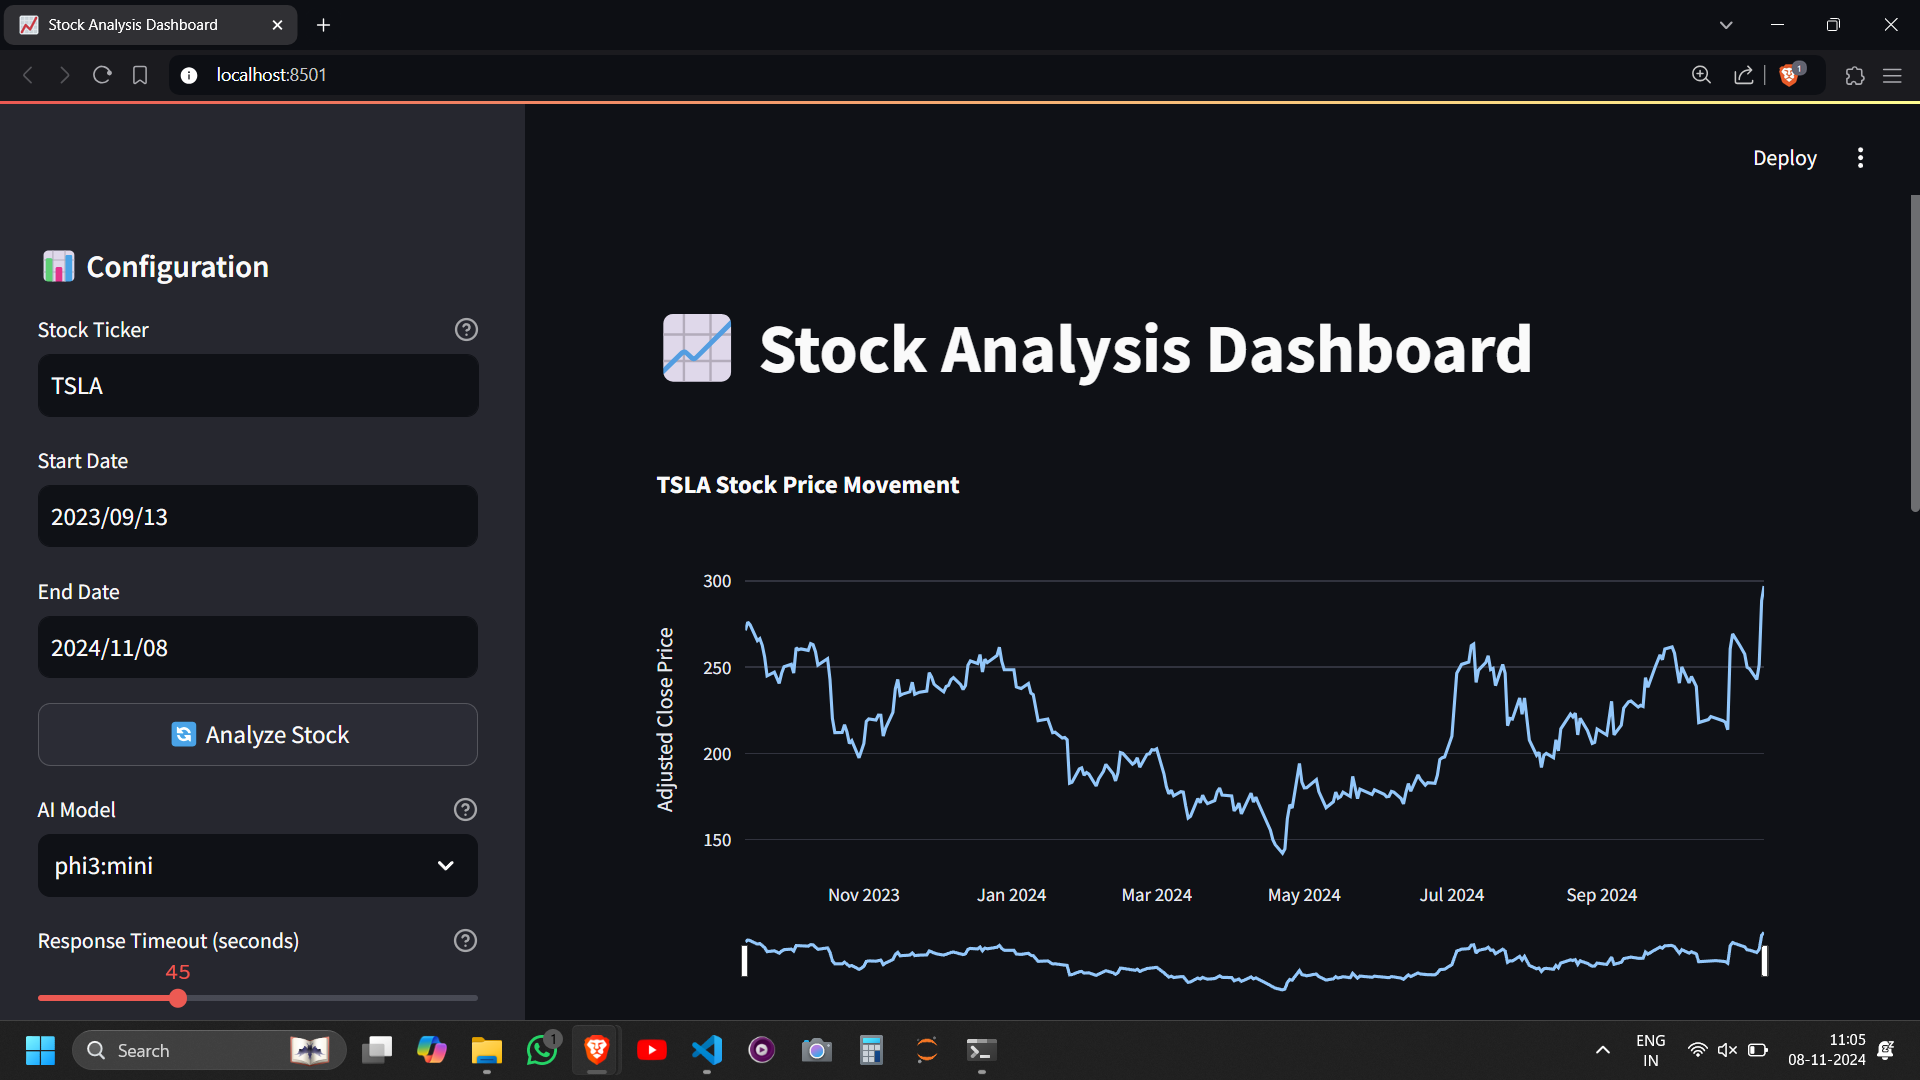 Stock Analysis Dashboard
localhost:8501
1
Deploy
Configuration
Stock Ticker
TSLA
Start Date
2023/09/13
End Date
2024/11/08
Analyze Stock
AI Model
phi3:mini
Response Timeout (seconds)
45
Stock Analysis Dashboard
TSLA Stock Price Movement
Adjusted Close Price
300
250
200
150
Nov 2023 Jan 2024 Mar 2024 May 2024 Jul 2024 Sep 2024
Search
1
ENG
IN
11:05
08-11-2024